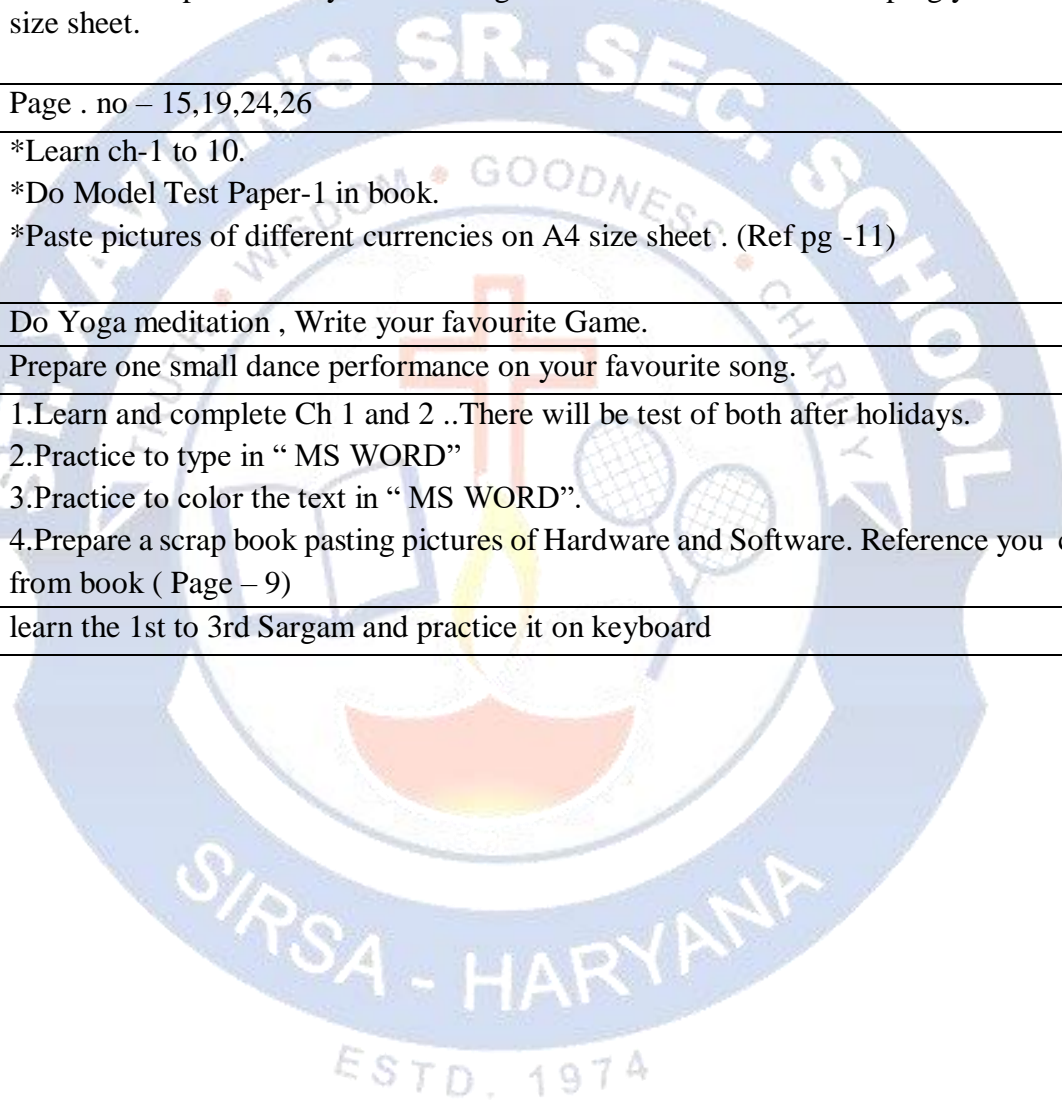 size sheet.
Page . no – 15,19,24,26
*Learn ch-1 to 10.
*Do Model Test Paper-1 in book.
*Paste pictures of different currencies on A4 size sheet . (Ref pg -11)
Do Yoga meditation , Write your favourite Game.
Prepare one small dance performance on your favourite song.
1.Learn and complete Ch 1 and 2 ..There will be test of both after holidays.
2.Practice to type in “ MS WORD”
3.Practice to color the text in “ MS WORD”.
4.Prepare a scrap book pasting pictures of Hardware and Software. Reference you
from book ( Page – 9)
learn the 1st to 3rd Sargam and practice it on keyboard
XAVIER'S SR. SEC. SCHOOL
TRUTH • WISDOM • GOODNESS • CHARITY
SIRSA - HARYANA
ESTD. 1974